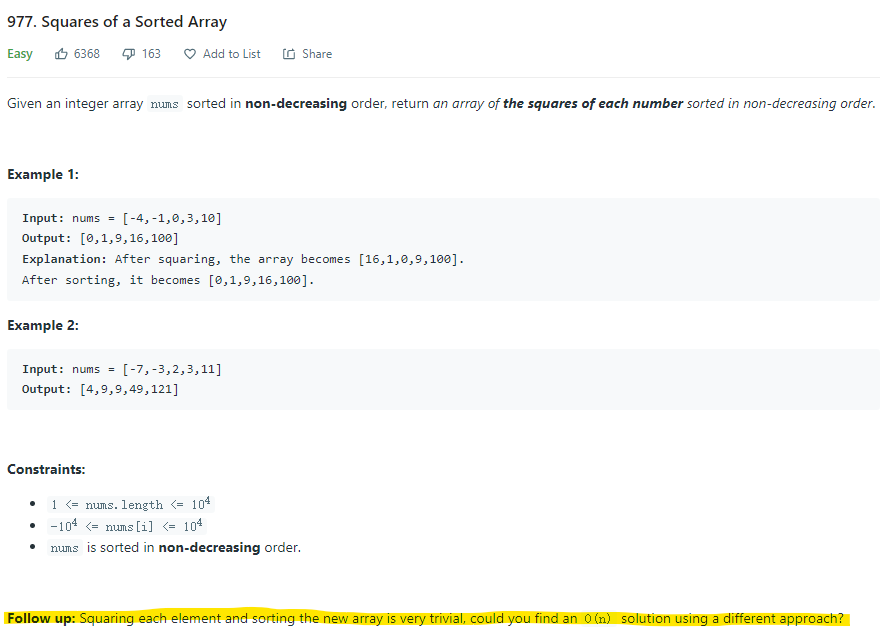 977. Squares of a Sorted Array
Easy 6368 163 Add to List Share
Given an integer array nums sorted in non-decreasing order, return an array of the squares of each number sorted in non-decreasing order.
Example 1:
Input: nums = [-4,-1,0,3,10]
Output: [0,1,9,16,100]
Explanation: After squaring, the array becomes [16,1,0,9,100].
After sorting, it becomes [0,1,9,16,100].
Example 2:
Input: nums = [-7,-3,2,3,11]
Output: [4,9,9,49,121]
Constraints:
• 1 <= nums.length <= 10⁴
• -10⁴ <= nums[i] <= 10⁴
• nums is sorted in non-decreasing order.
Follow up: Squaring each element and sorting the new array is very trivial, could you find an O(n) solution using a different approach?